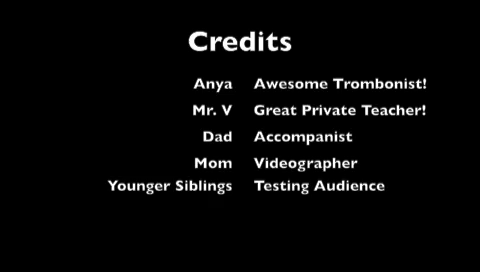 Credits
Anya Awesome Trombonist!
Mr. V Great Private Teacher!
Dad Accompanist
Mom Videographer
Younger Siblings Testing Audience